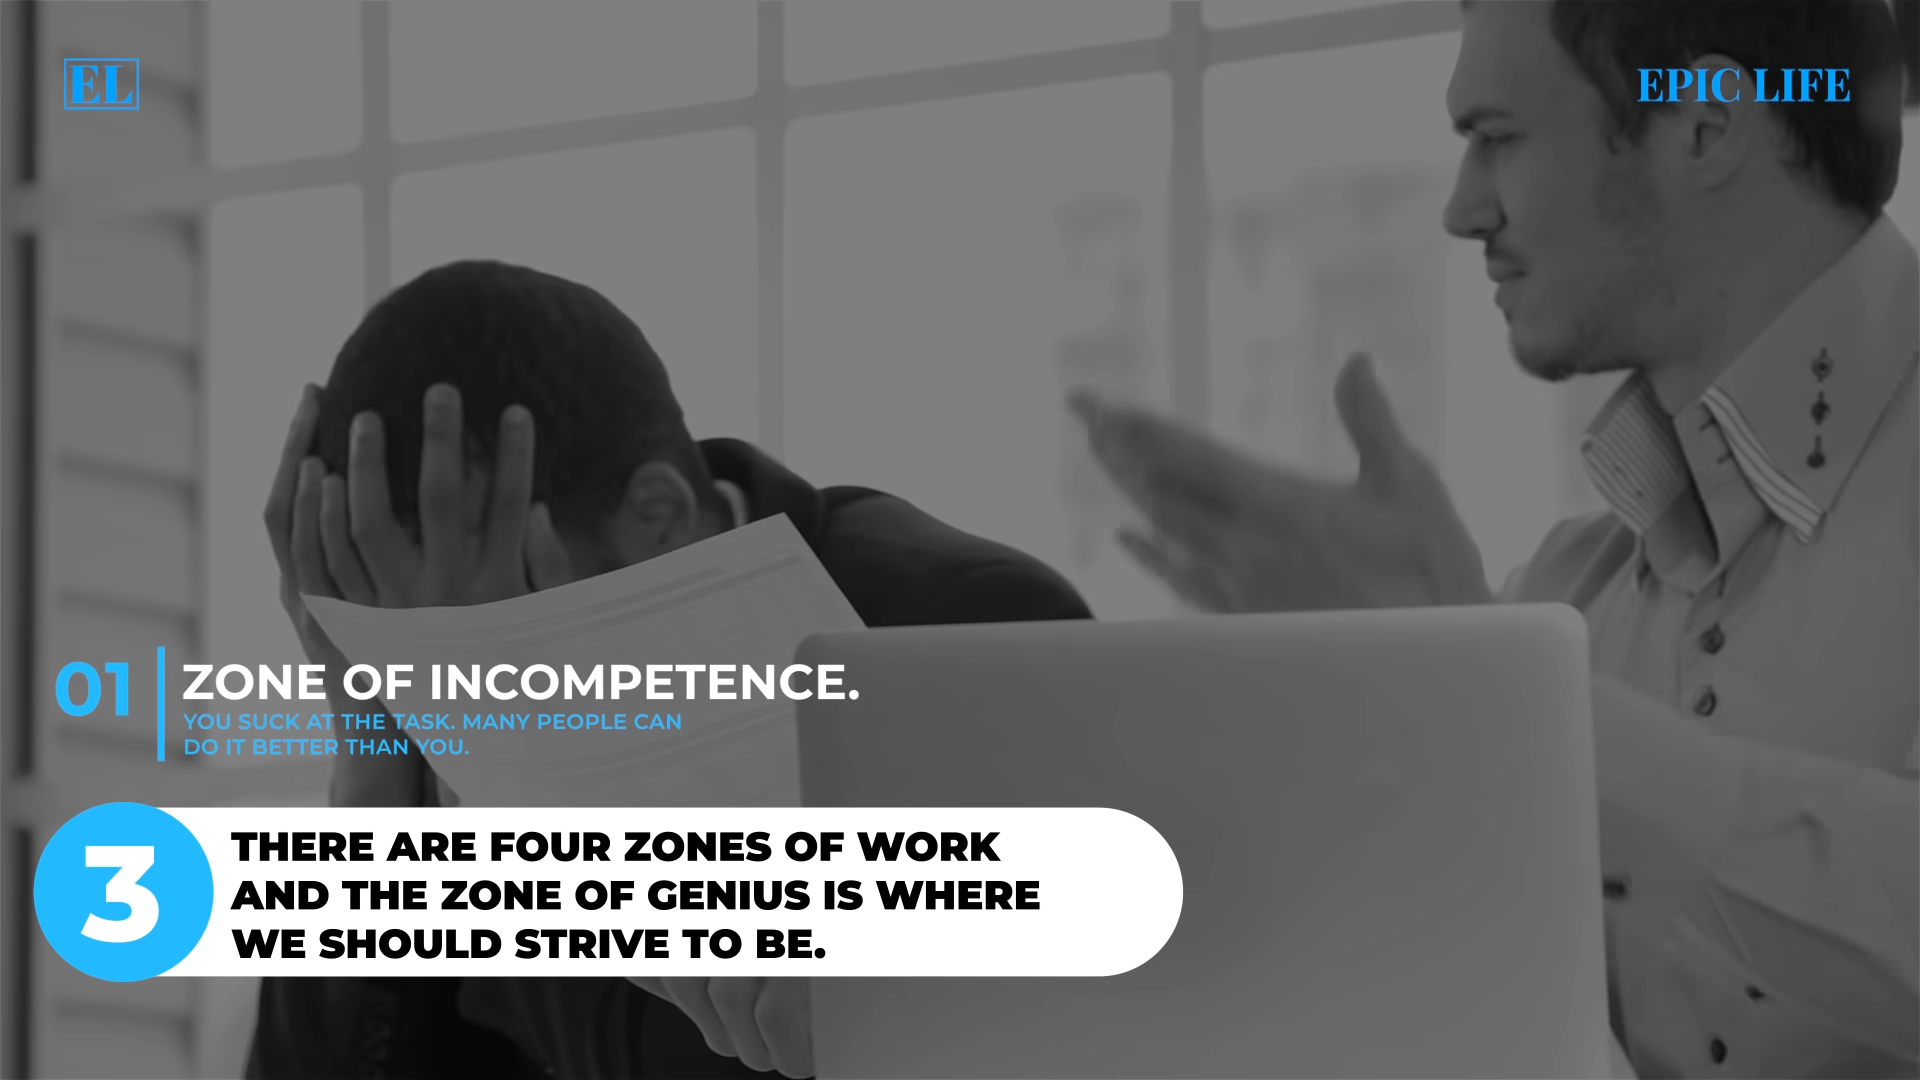 EL
EPIC LIFE
01
ZONE OF INCOMPETENCE.
YOU SUCK AT THE TASK. MANY PEOPLE CAN
DO IT BETTER THAN YOU.
3
THERE ARE FOUR ZONES OF WORK
AND THE ZONE OF GENIUS IS WHERE
WE SHOULD STRIVE TO BE.